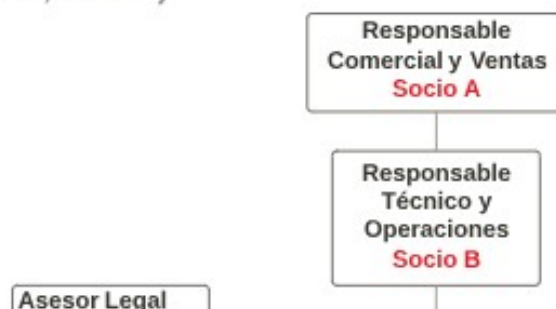 Responsable
Comercial y Ventas
Socio A
Responsable
Técnico y
Operaciones
Socio B
Asesor Legal